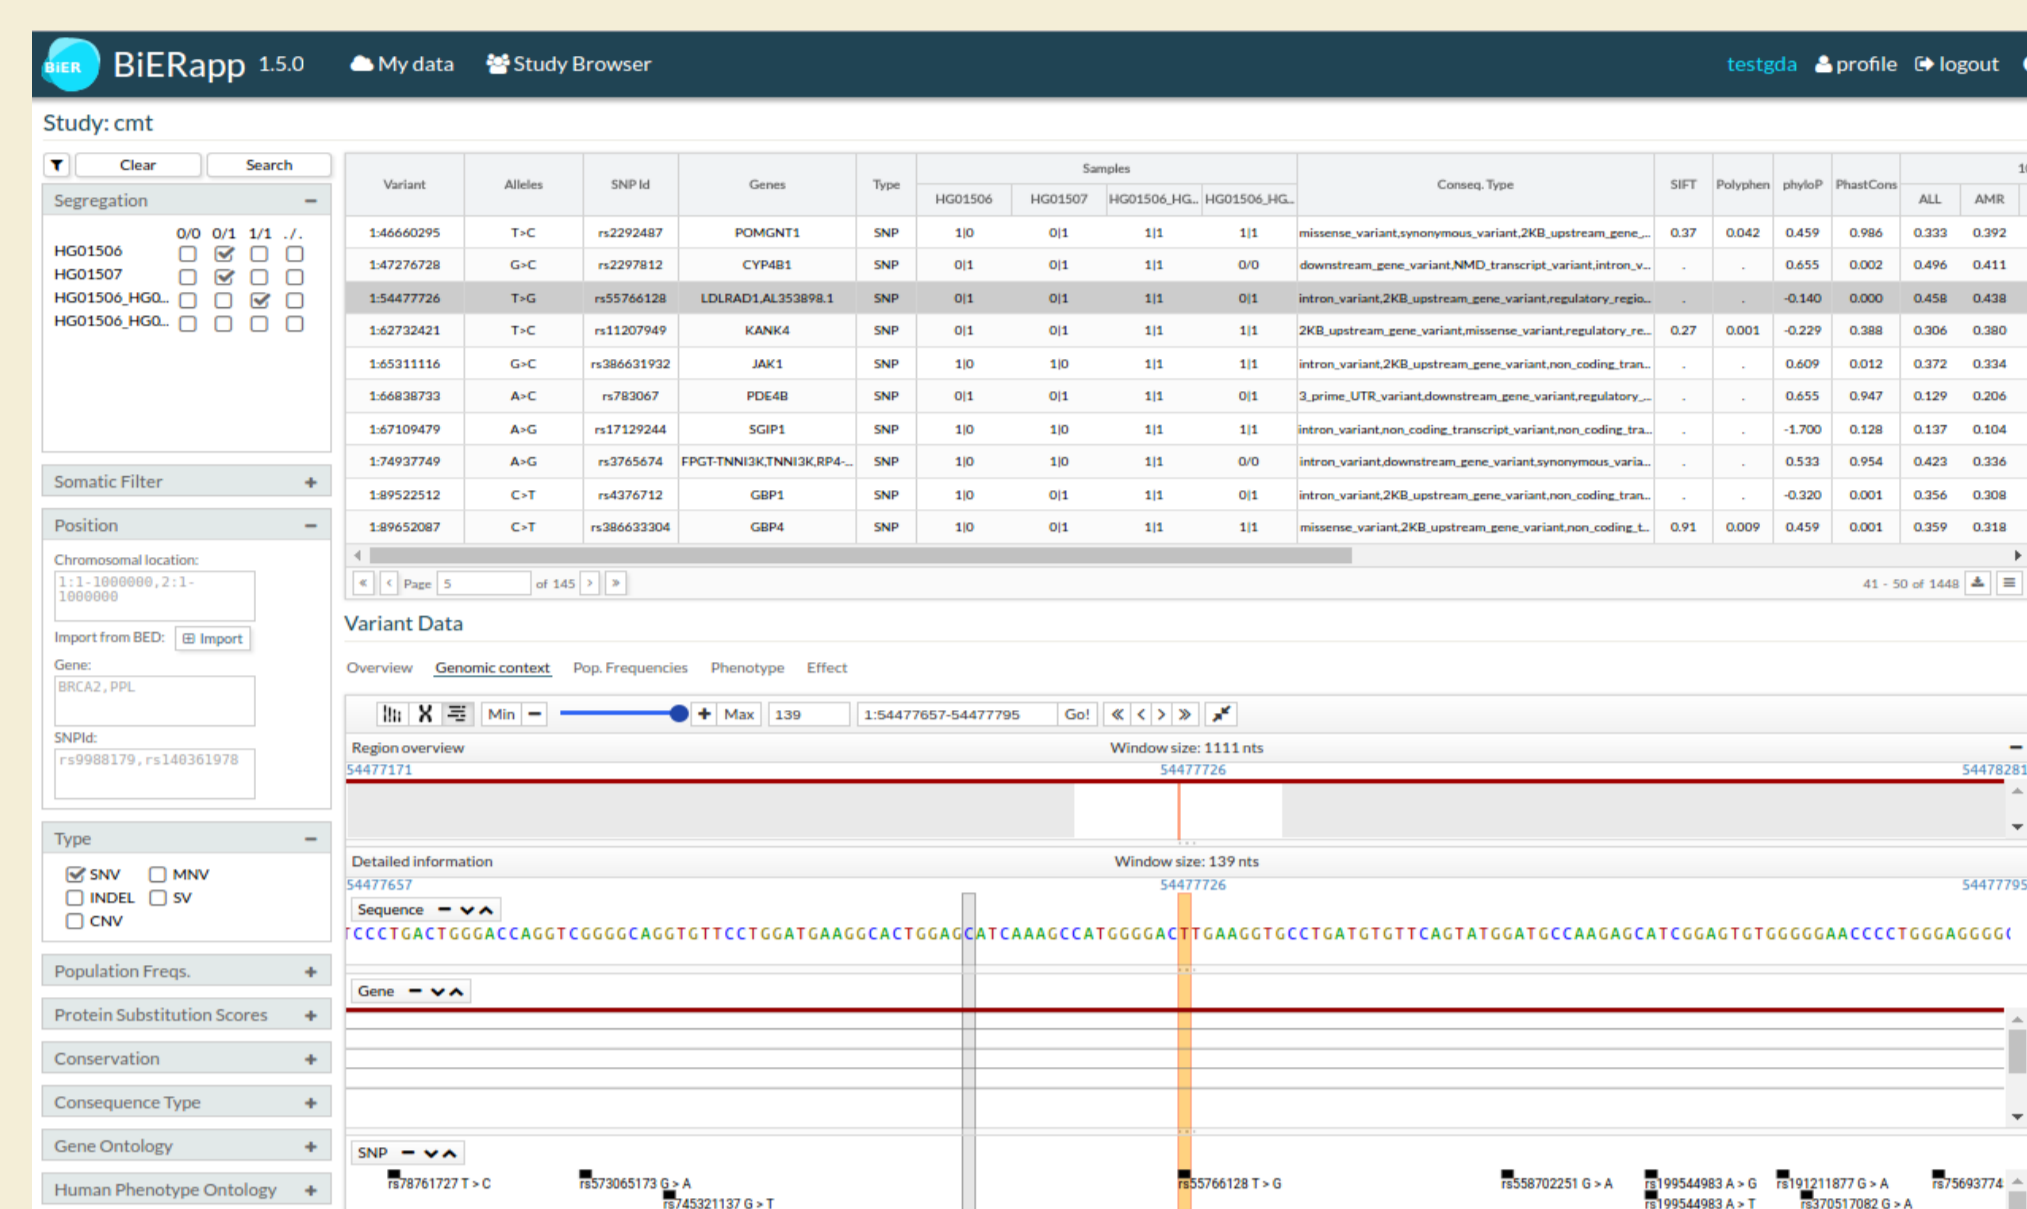 BiER BiERapp 1.5.0 My data Study Browser testgda profile logout
Study: cmt
Clear Search
Segregation
0/0 0/1 1/1 ./.
HG01506
HG01507
HG01506_HG0...
HG01506_HG0...
Somatic Filter
Position
Chromosomal location:
1:1-1000000,2:1-
1000000
Import from BED: Import
Gene:
BRCA2,PPL
SNPId:
rs9988179,rs140361978
Type
SNV MNV
INDEL SV
CNV
Population Freqs.
Protein Substitution Scores
Conservation
Consequence Type
Gene Ontology
Human Phenotype Ontology
Variant Alleles SNP Id Genes Type Samples Conseq. Type SIFT Polyphen phyloP PhastCons
HG01506 HG01507 HG01506_HG... HG01506_HG... ALL AMR
1:46660295 T>C rs2292487 POMGNT1 SNP 1|0 0|1 1|1 1|1 missense_variant,synonymous_variant,2KB_upstream_gene_... 0.37 0.042 0.459 0.986 0.333 0.392
1:47276728 G>C rs2297812 CYP4B1 SNP 0|1 0|1 1|1 0/0 downstream_gene_variant,NMD_transcript_variant,intron_v... . . 0.655 0.002 0.496 0.411
1:54477726 T>G rs55766128 LDLRAD1,AL353898.1 SNP 0|1 0|1 1|1 0|1 intron_variant,2KB_upstream_gene_variant,regulatory_regio... . . -0.140 0.000 0.458 0.438
1:62732421 T>C rs11207949 KANK4 SNP 0|1 0|1 1|1 1|1 2KB_upstream_gene_variant,missense_variant,regulatory_re... 0.27 0.001 -0.229 0.388 0.306 0.380
1:65311116 G>C rs386631932 JAK1 SNP 1|0 1|0 1|1 1|1 intron_variant,2KB_upstream_gene_variant,non_coding_tran... . . 0.609 0.012 0.372 0.334
1:66838733 A>C rs783067 PDE4B SNP 0|1 0|1 1|1 0|1 3_prime_UTR_variant,downstream_gene_variant,regulatory_... . . 0.655 0.947 0.129 0.206
1:67109479 A>G rs17129244 SGIP1 SNP 1|0 1|0 1|1 1|1 intron_variant,non_coding_transcript_variant,non_coding_tra... . . -1.700 0.128 0.137 0.104
1:74937749 A>G rs3765674 FPGT-TNNI3K,TNNI3K,RP4-... SNP 1|0 1|0 1|1 0/0 intron_variant,downstream_gene_variant,synonymous_varia... . . 0.533 0.954 0.423 0.336
1:89522512 C>T rs4376712 GBP1 SNP 1|0 0|1 1|1 0|1 intron_variant,2KB_upstream_gene_variant,non_coding_tran... . . -0.320 0.001 0.356 0.308
1:89652087 C>T rs386633304 GBP4 SNP 1|0 0|1 1|1 1|1 missense_variant,2KB_upstream_gene_variant,non_coding_t... 0.91 0.009 0.459 0.001 0.359 0.318
Page 5 of 145 41 - 50 of 1448
Variant Data
Overview Genomic context Pop. Frequencies Phenotype Effect
Min Max 139 1:54477657-54477795 Go!
Region overview Window size: 1111 nts
54477171 54477726 54478281
Detailed information Window size: 139 nts
54477657 54477726 54477795
Sequence
TCCCTGACTGGGACCAGGTCGGGGCAGGTGTTCCTGGATGAAGGCACTGGAGCATCAAAGCCATGGGGACTTGAAGGTGCCTGATGTGTTCAGTATGGATGCCAAGAGCATCGGAGTGTGGGGGAACCCCTGGGAGGGG
Gene
SNP
rs78761727 T > C rs573065173 G > A rs55766128 T > G rs558702251 G > A rs199544983 A > G rs191211877 G > A rs75693774
rs745321137 G > T rs199544983 A > T rs370517082 G > A